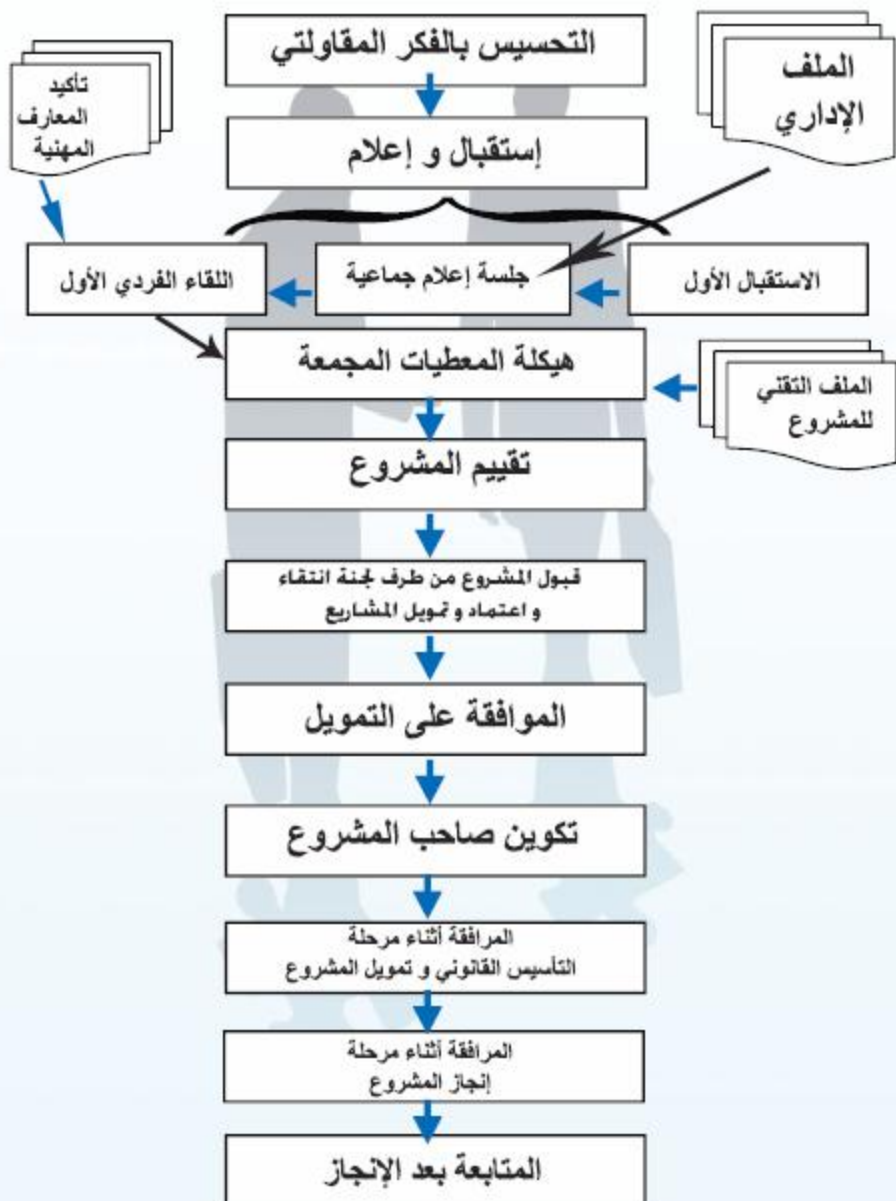 التحسيس بالفكر المقاولتي
الملف
الإداري
تأكيد
المعارف
المهنية
إستقبال و إعلام
الاستقبال الأول
جلسة إعلام جماعية
اللقاء الفردي الأول
هيكلة المعطيات المجمعة
الملف التقني
للمشروع
تقييم المشروع
قبول المشروع من طرف لجنة انتقاء
و اعتماد و تمويل المشاريع
الموافقة على التمويل
تكوين صاحب المشروع
المرافقة أثناء مرحلة
التأسيس القانوني و تمويل المشروع
المرافقة أثناء مرحلة
إنجاز المشروع
المتابعة بعد الإنجاز